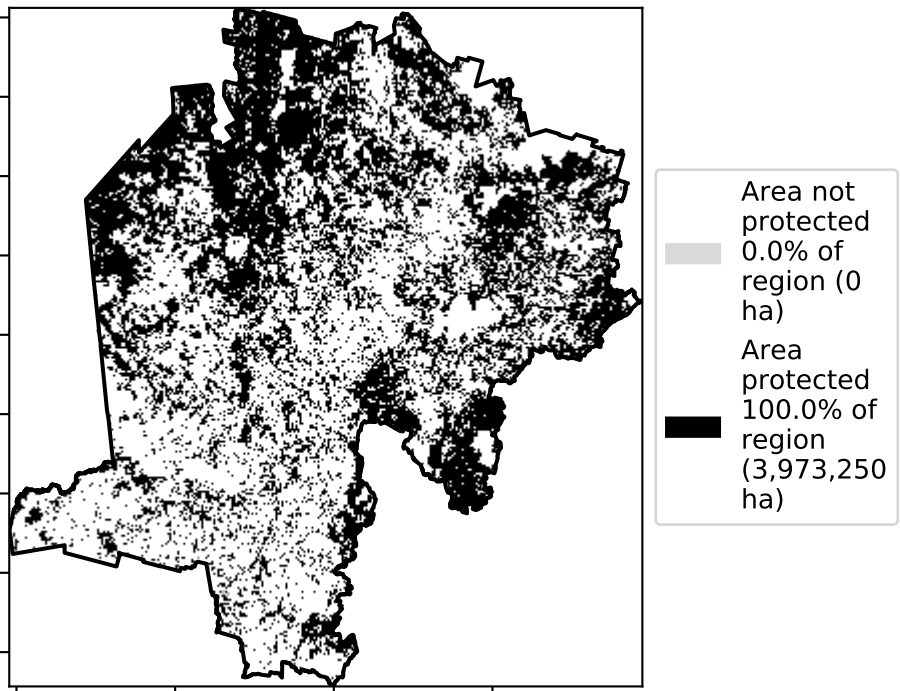 Area not
protected
0.0% of
region (0
ha)
Area
protected
100.0% of
region
(3,973,250
ha)